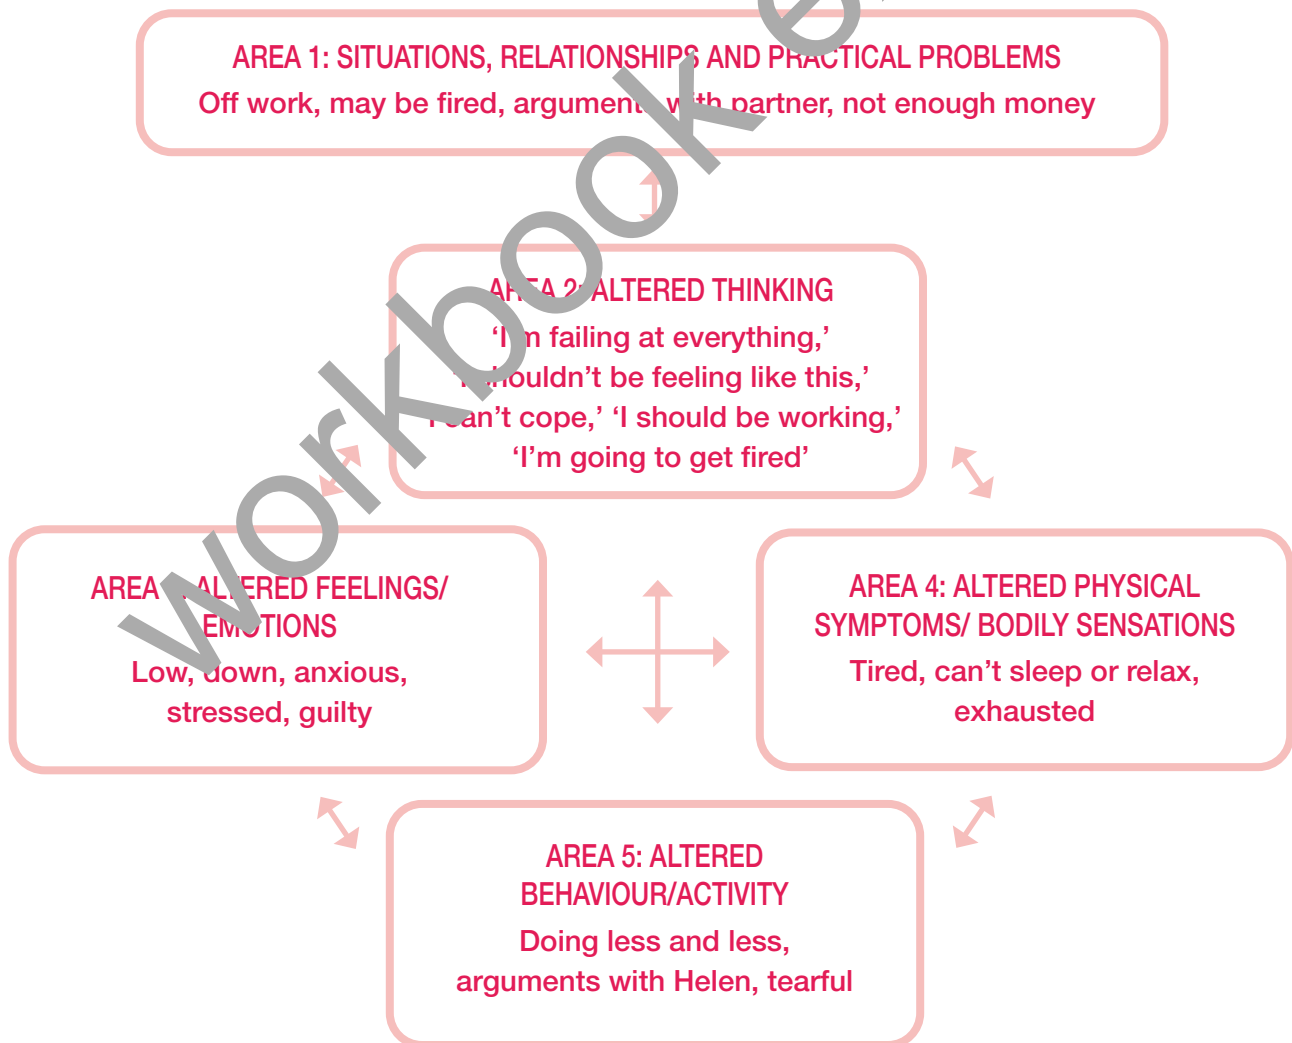 AREA 1: SITUATIONS, RELATIONSHIPS AND PRACTICAL PROBLEMS
Off work, may be fired, arguments with partner, not enough money
AREA 2: ALTERED THINKING
‘I’m failing at everything,’
‘I shouldn’t be feeling like this,’
‘I can’t cope,’ ‘I should be working,’
‘I’m going to get fired’
AREA ALTERED FEELINGS/
EMOTIONS
Low, down, anxious,
stressed, guilty
AREA 4: ALTERED PHYSICAL
SYMPTOMS/ BODILY SENSATIONS
Tired, can’t sleep or relax,
exhausted
AREA 5: ALTERED
BEHAVIOUR/ACTIVITY
Doing less and less,
arguments with Helen, tearful
workbook